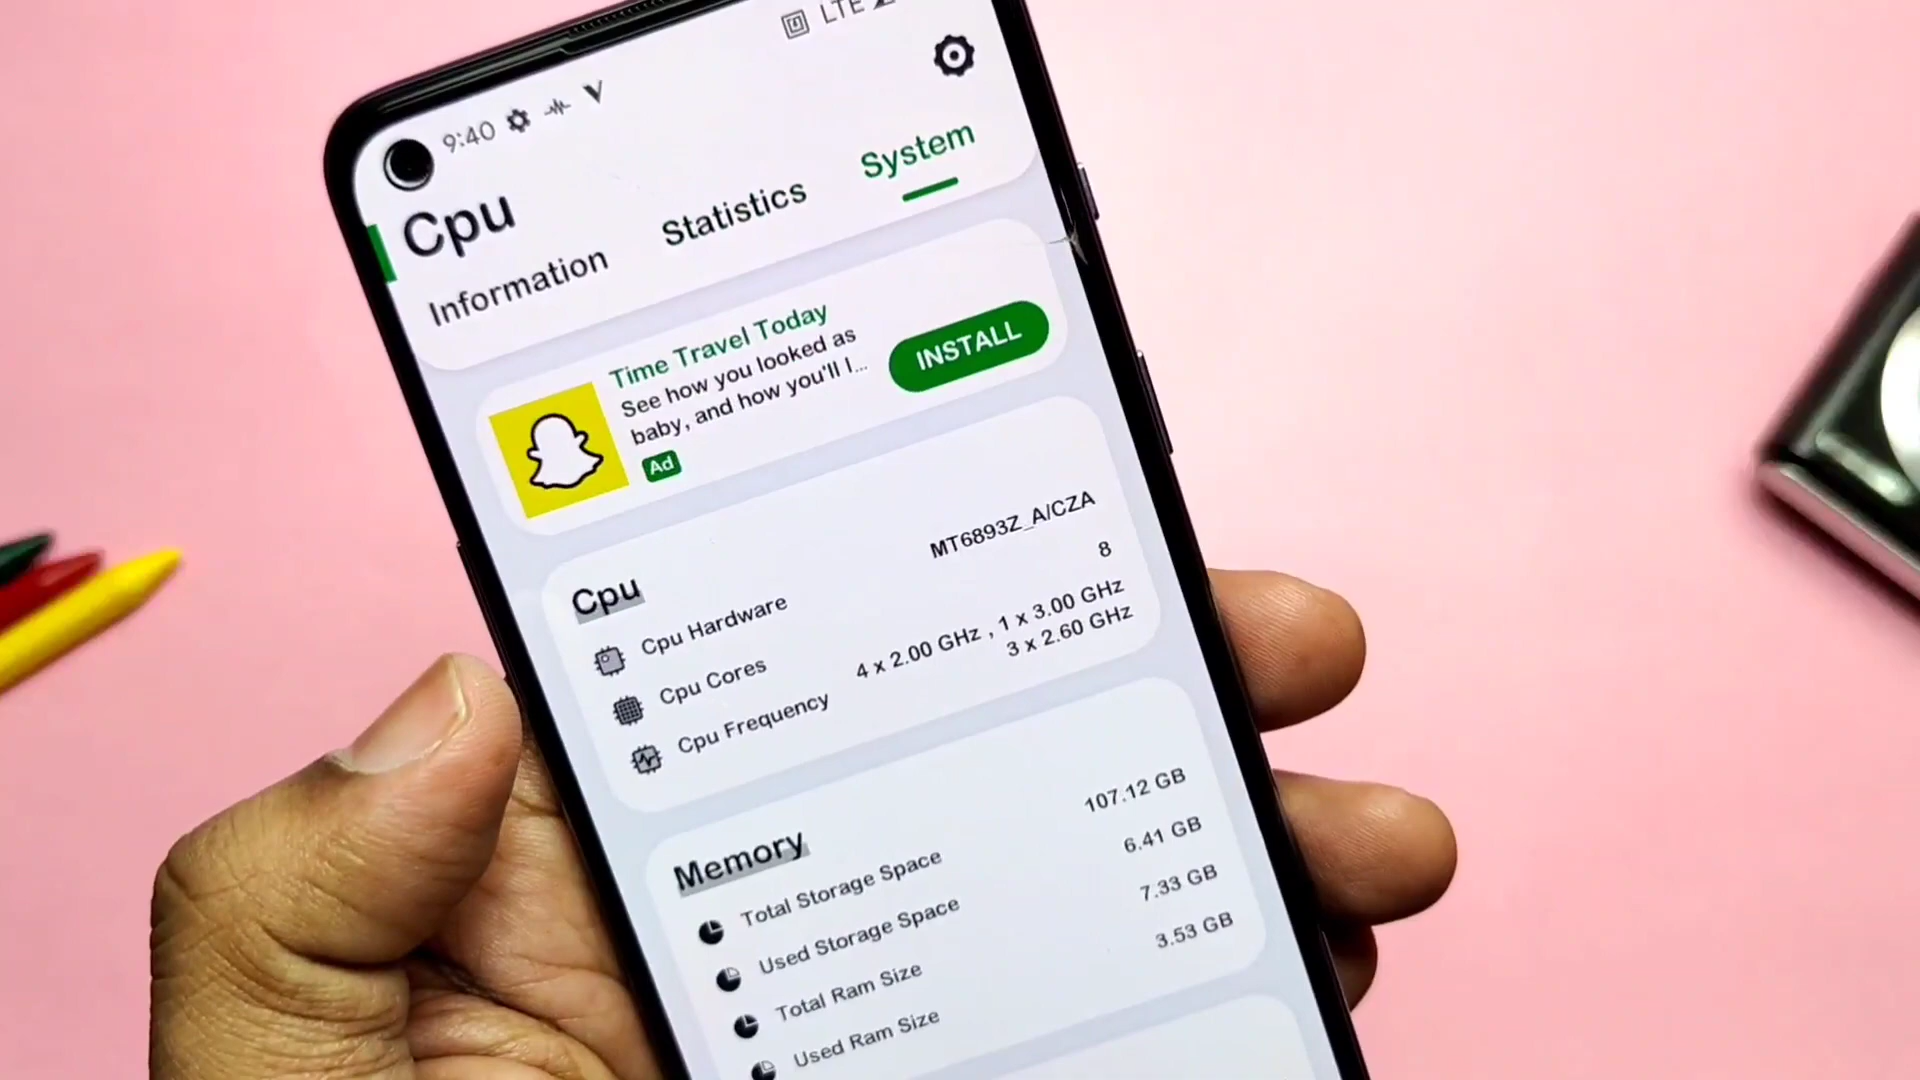 9:40
LTE
Cpu
Information
Statistics
System
Time Travel Today
See how you looked as
baby, and how you'll l...
Ad
INSTALL
Cpu
Cpu Hardware
MT6893Z_A/CZA
Cpu Cores
8
Cpu Frequency
4 x 2.00 GHz , 1 x 3.00 GHz
3 x 2.60 GHz
Memory
Total Storage Space
107.12 GB
Used Storage Space
6.41 GB
Total Ram Size
7.33 GB
Used Ram Size
3.53 GB